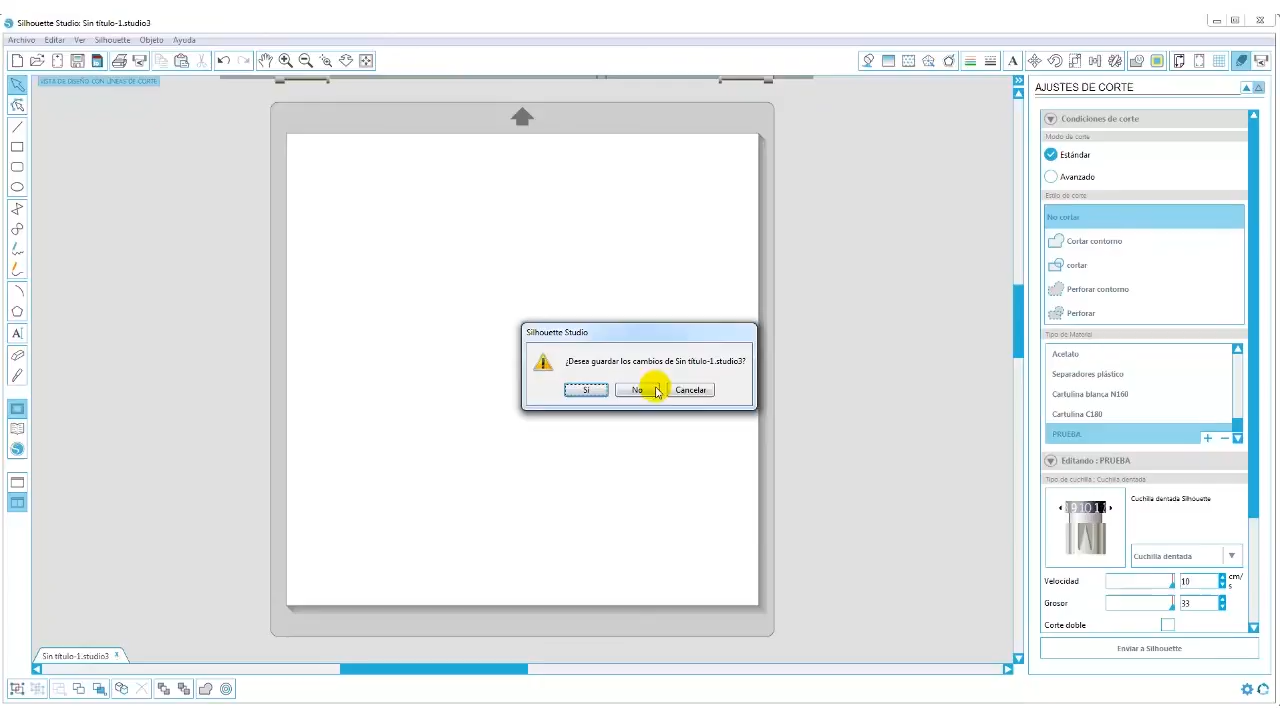 Silhouette Studio: Sin título-1.studio3
Archivo Editar Ver Silhouette Objeto Ayuda
VISTA DE DISEÑO CON LÍNEAS DE CORTE
AJUSTES DE CORTE
Condiciones de corte
Modo de corte
Estándar
Avanzado
Estilo de corte
No cortar
Cortar contorno
cortar
Perforar contorno
Perforar
Tipo de Material
Acetato
Separadores plástico
Cartulina blanca N160
Cartulina C180
PRUEBA
Editando : PRUEBA
Tipo de cuchilla : Cuchilla dentada
Cuchilla dentada Silhouette
Cuchilla dentada
Velocidad 10 cm/s
Grosor 33
Corte doble
Enviar a Silhouette
Silhouette Studio
¿Desea guardar los cambios de Sin título-1.studio3?
Sí No Cancelar
Sin título-1.studio3 x